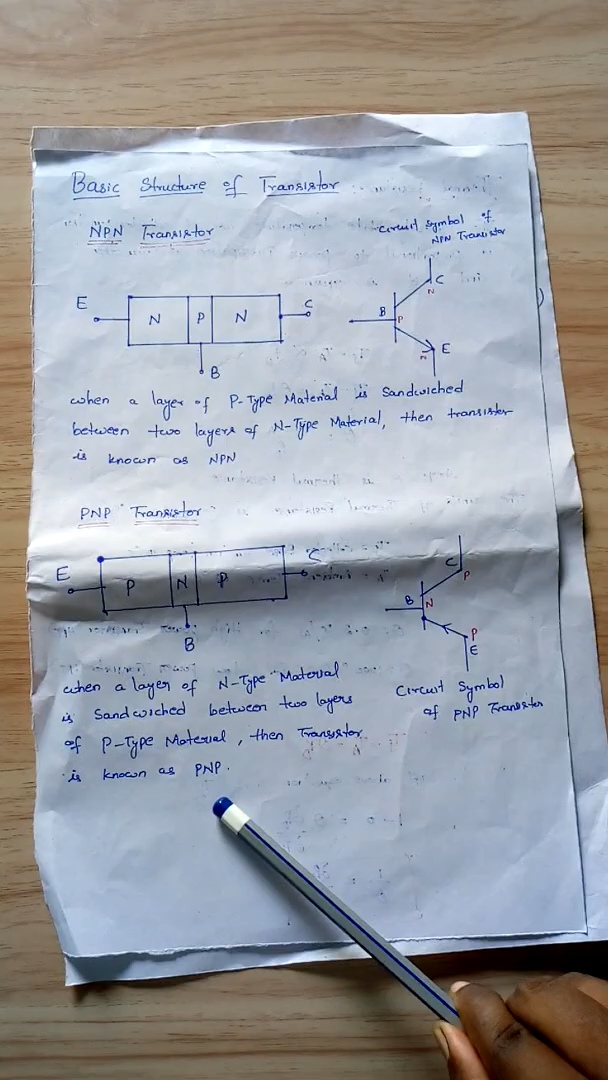 Basic Structure of Transistor
NPN Transistor
Circuit Symbol of
NPN Transistor
E
N P N
C
B
B
P
C
N
N
E
when a layer of P-Type Material is Sandwiched
between two layers of N-Type Material, then transister
is known as NPN
PNP Transistor
E
P N P
C
B
C
P
B
N
P
E
when a layer of N-Type Material
is Sandwiched between two layers
of P-Type Material, then Transistor
is known as PNP.
Circuit Symbol
of PNP Transistor